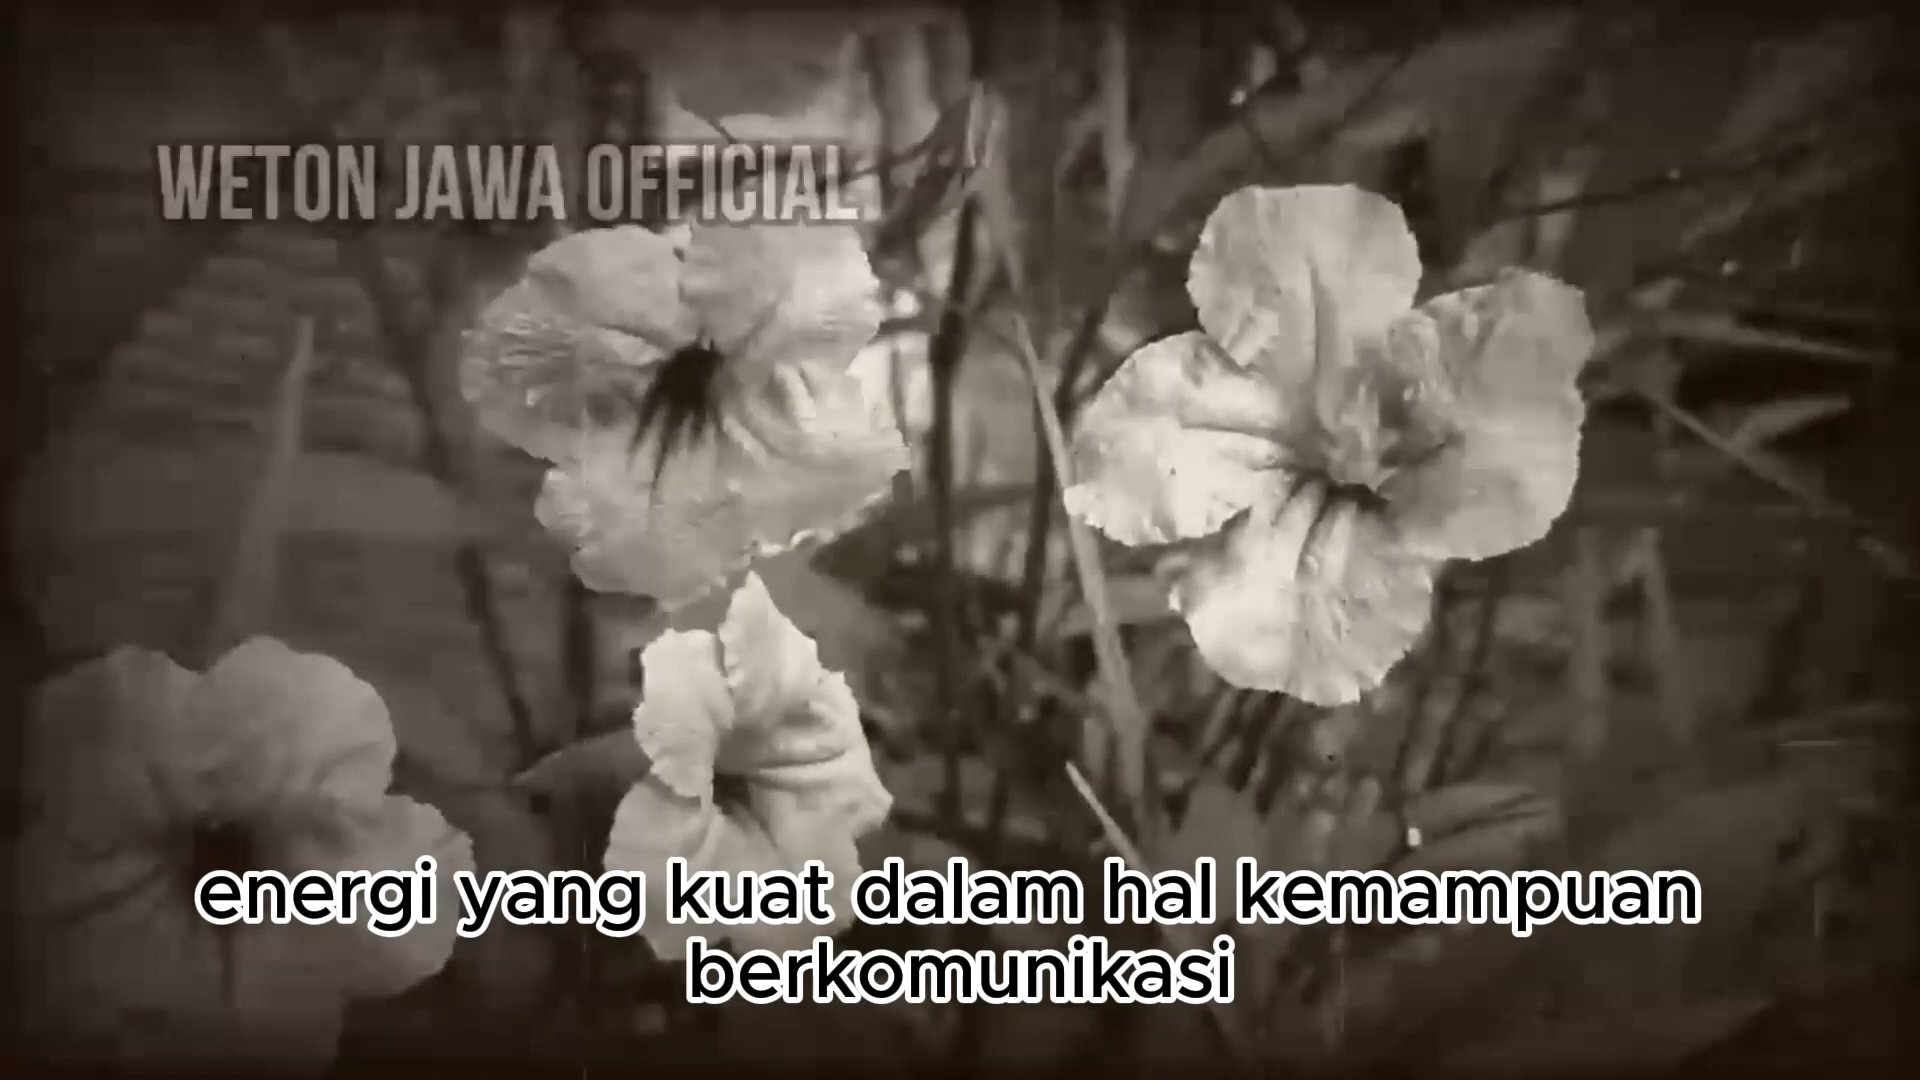 WETON JAWA OFFICIAL.
energi yang kuat dalam hal kemampuan
berkomunikasi